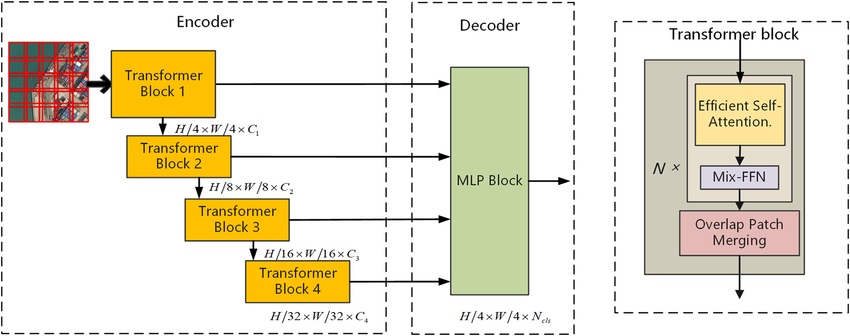 Encoder
Decoder
Transformer block
Transformer
Block 1
H/4×W/4×C₁
Transformer
Block 2
H/8×W/8×C₂
Transformer
Block 3
H/16×W/16×C₃
Transformer
Block 4
H/32×W/32×C₄
MLP Block
H/4×W/4×N_cls
Efficient Self-
Attention.
N ×
Mix-FFN
Overlap Patch
Merging